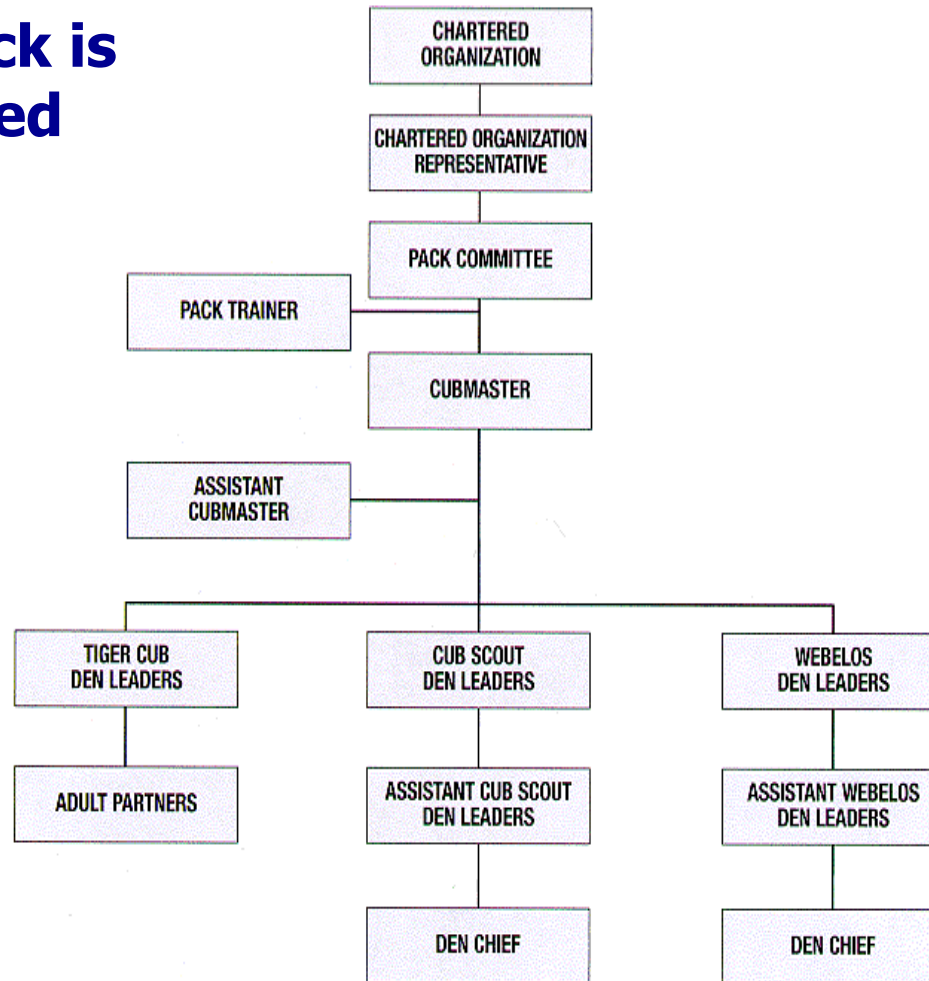 ck is
ed
CHARTERED
ORGANIZATION
CHARTERED ORGANIZATION
REPRESENTATIVE
PACK COMMITTEE
PACK TRAINER
CUBMASTER
ASSISTANT
CUBMASTER
TIGER CUB
DEN LEADERS
CUB SCOUT
DEN LEADERS
WEBELOS
DEN LEADERS
ADULT PARTNERS
ASSISTANT CUB SCOUT
DEN LEADERS
ASSISTANT WEBELOS
DEN LEADERS
DEN CHIEF
DEN CHIEF